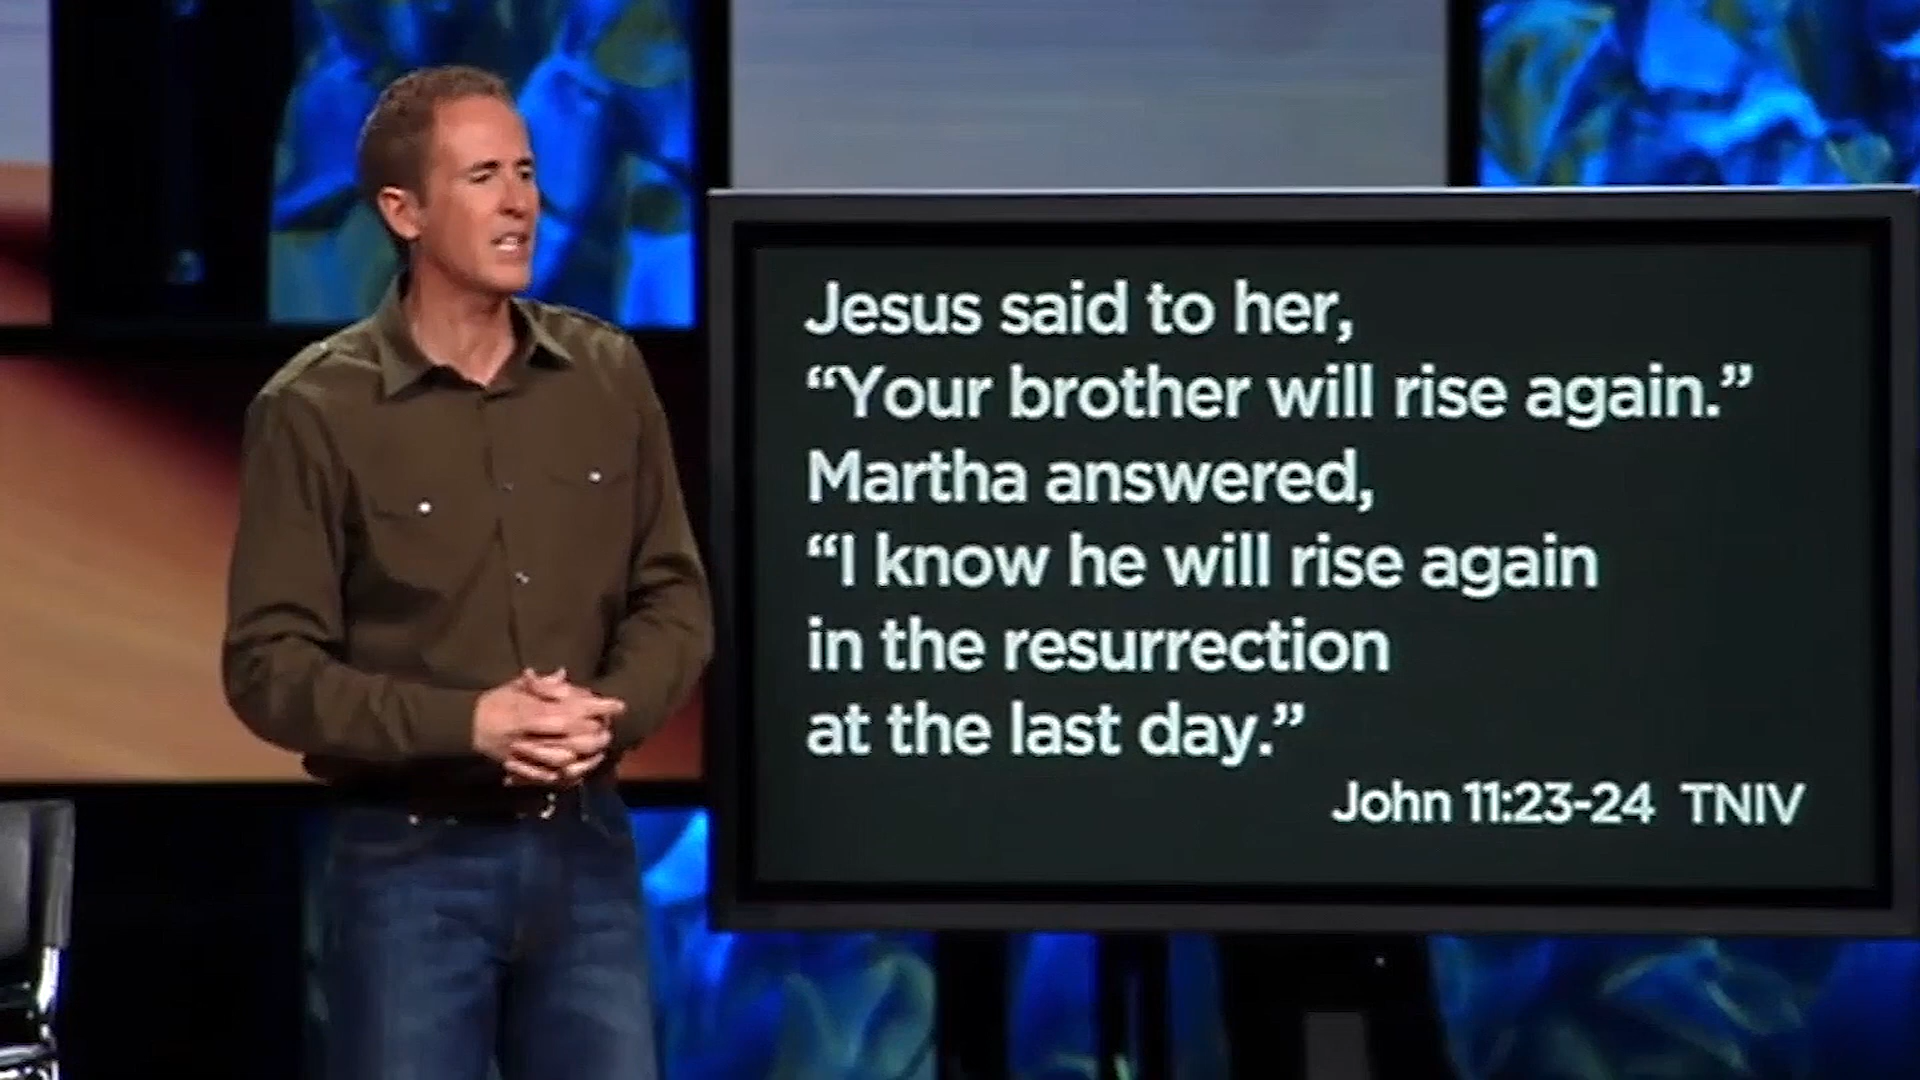 Jesus said to her,
“Your brother will rise again.”
Martha answered,
“I know he will rise again
in the resurrection
at the last day.”
John 11:23-24 TNIV